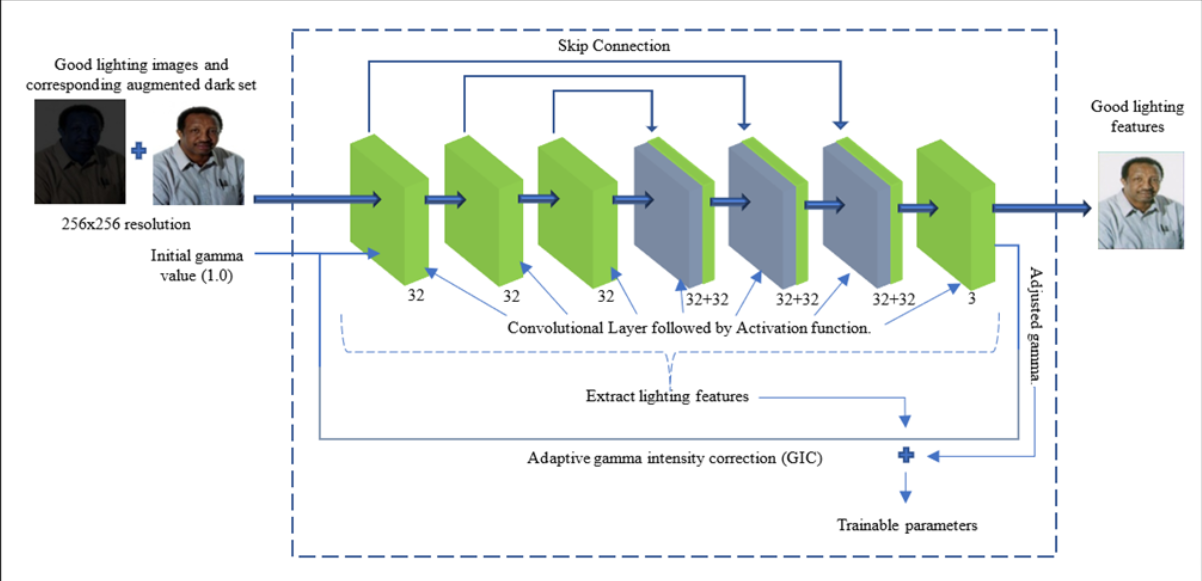 Skip Connection
Good lighting images and
corresponding augmented dark set
Good lighting
features
256x256 resolution
Initial gamma
value (1.0)
32
32
32
32+32
32+32
32+32
3
Convolutional Layer followed by Activation function.
Adjusted gamma.
Extract lighting features
Adaptive gamma intensity correction (GIC)
Trainable parameters